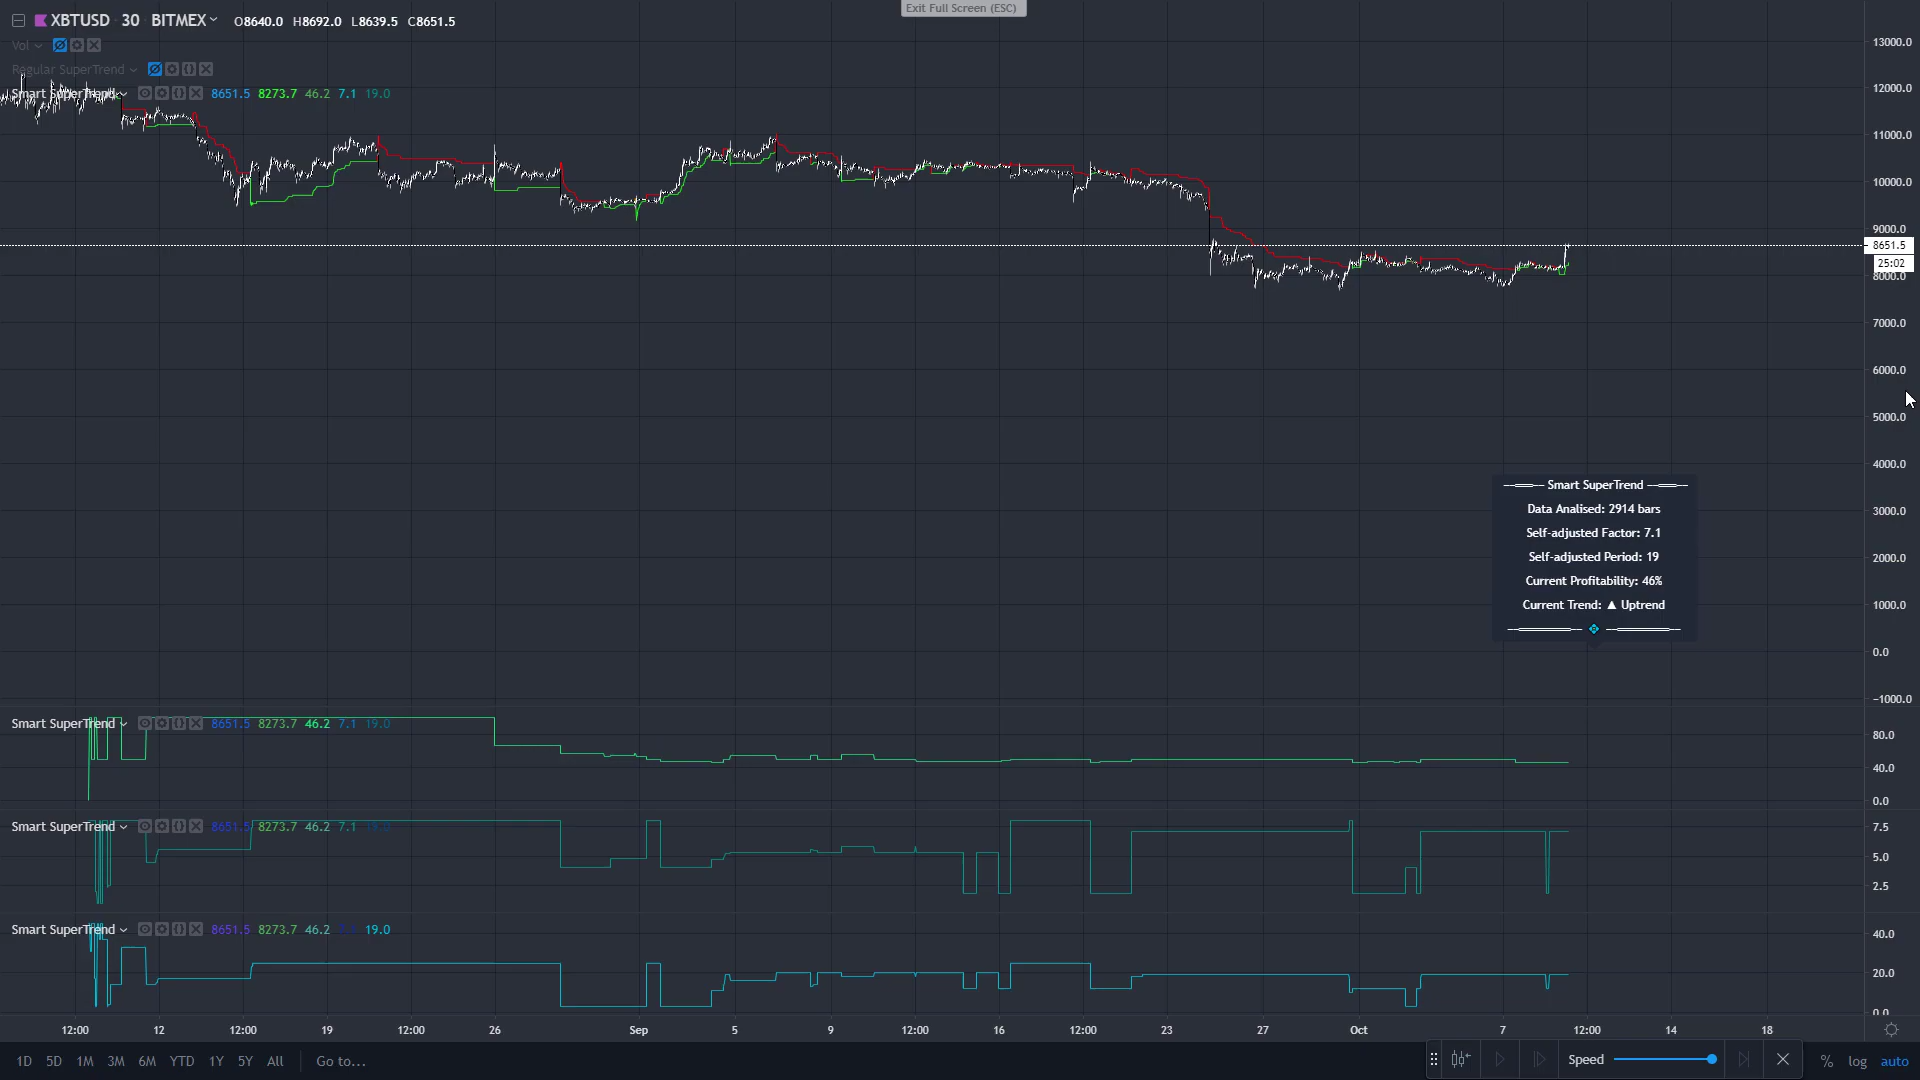 Exit Full Screen (ESC)
XBTUSD 30 BITMEX O8640.0 H8692.0 L8639.5 C8651.5
Vol
Regular SuperTrend
Smart SuperTrend 8651.5 8273.7 46.2 7.1 19.0
13000.0
12000.0
11000.0
10000.0
9000.0
8651.5
25:02
8000.0
7000.0
6000.0
5000.0
4000.0
3000.0
2000.0
1000.0
0.0
−1000.0
Smart SuperTrend
Data Analised: 2914 bars
Self-adjusted Factor: 7.1
Self-adjusted Period: 19
Current Profitability: 46%
Current Trend: ▲ Uptrend
Smart SuperTrend 8651.5 8273.7 46.2 7.1 19.0
80.0
40.0
0.0
Smart SuperTrend 8651.5 8273.7 46.2 7.1
7.5
5.0
2.5
Smart SuperTrend 8651.5 8273.7 46.2 19.0
40.0
20.0
0.0
12:00 12 12:00 19 12:00 26 Sep 5 9 12:00 16 12:00 23 27 Oct 7 12:00 14 18
1D 5D 1M 3M 6M YTD 1Y 5Y All Go to... Speed % log auto